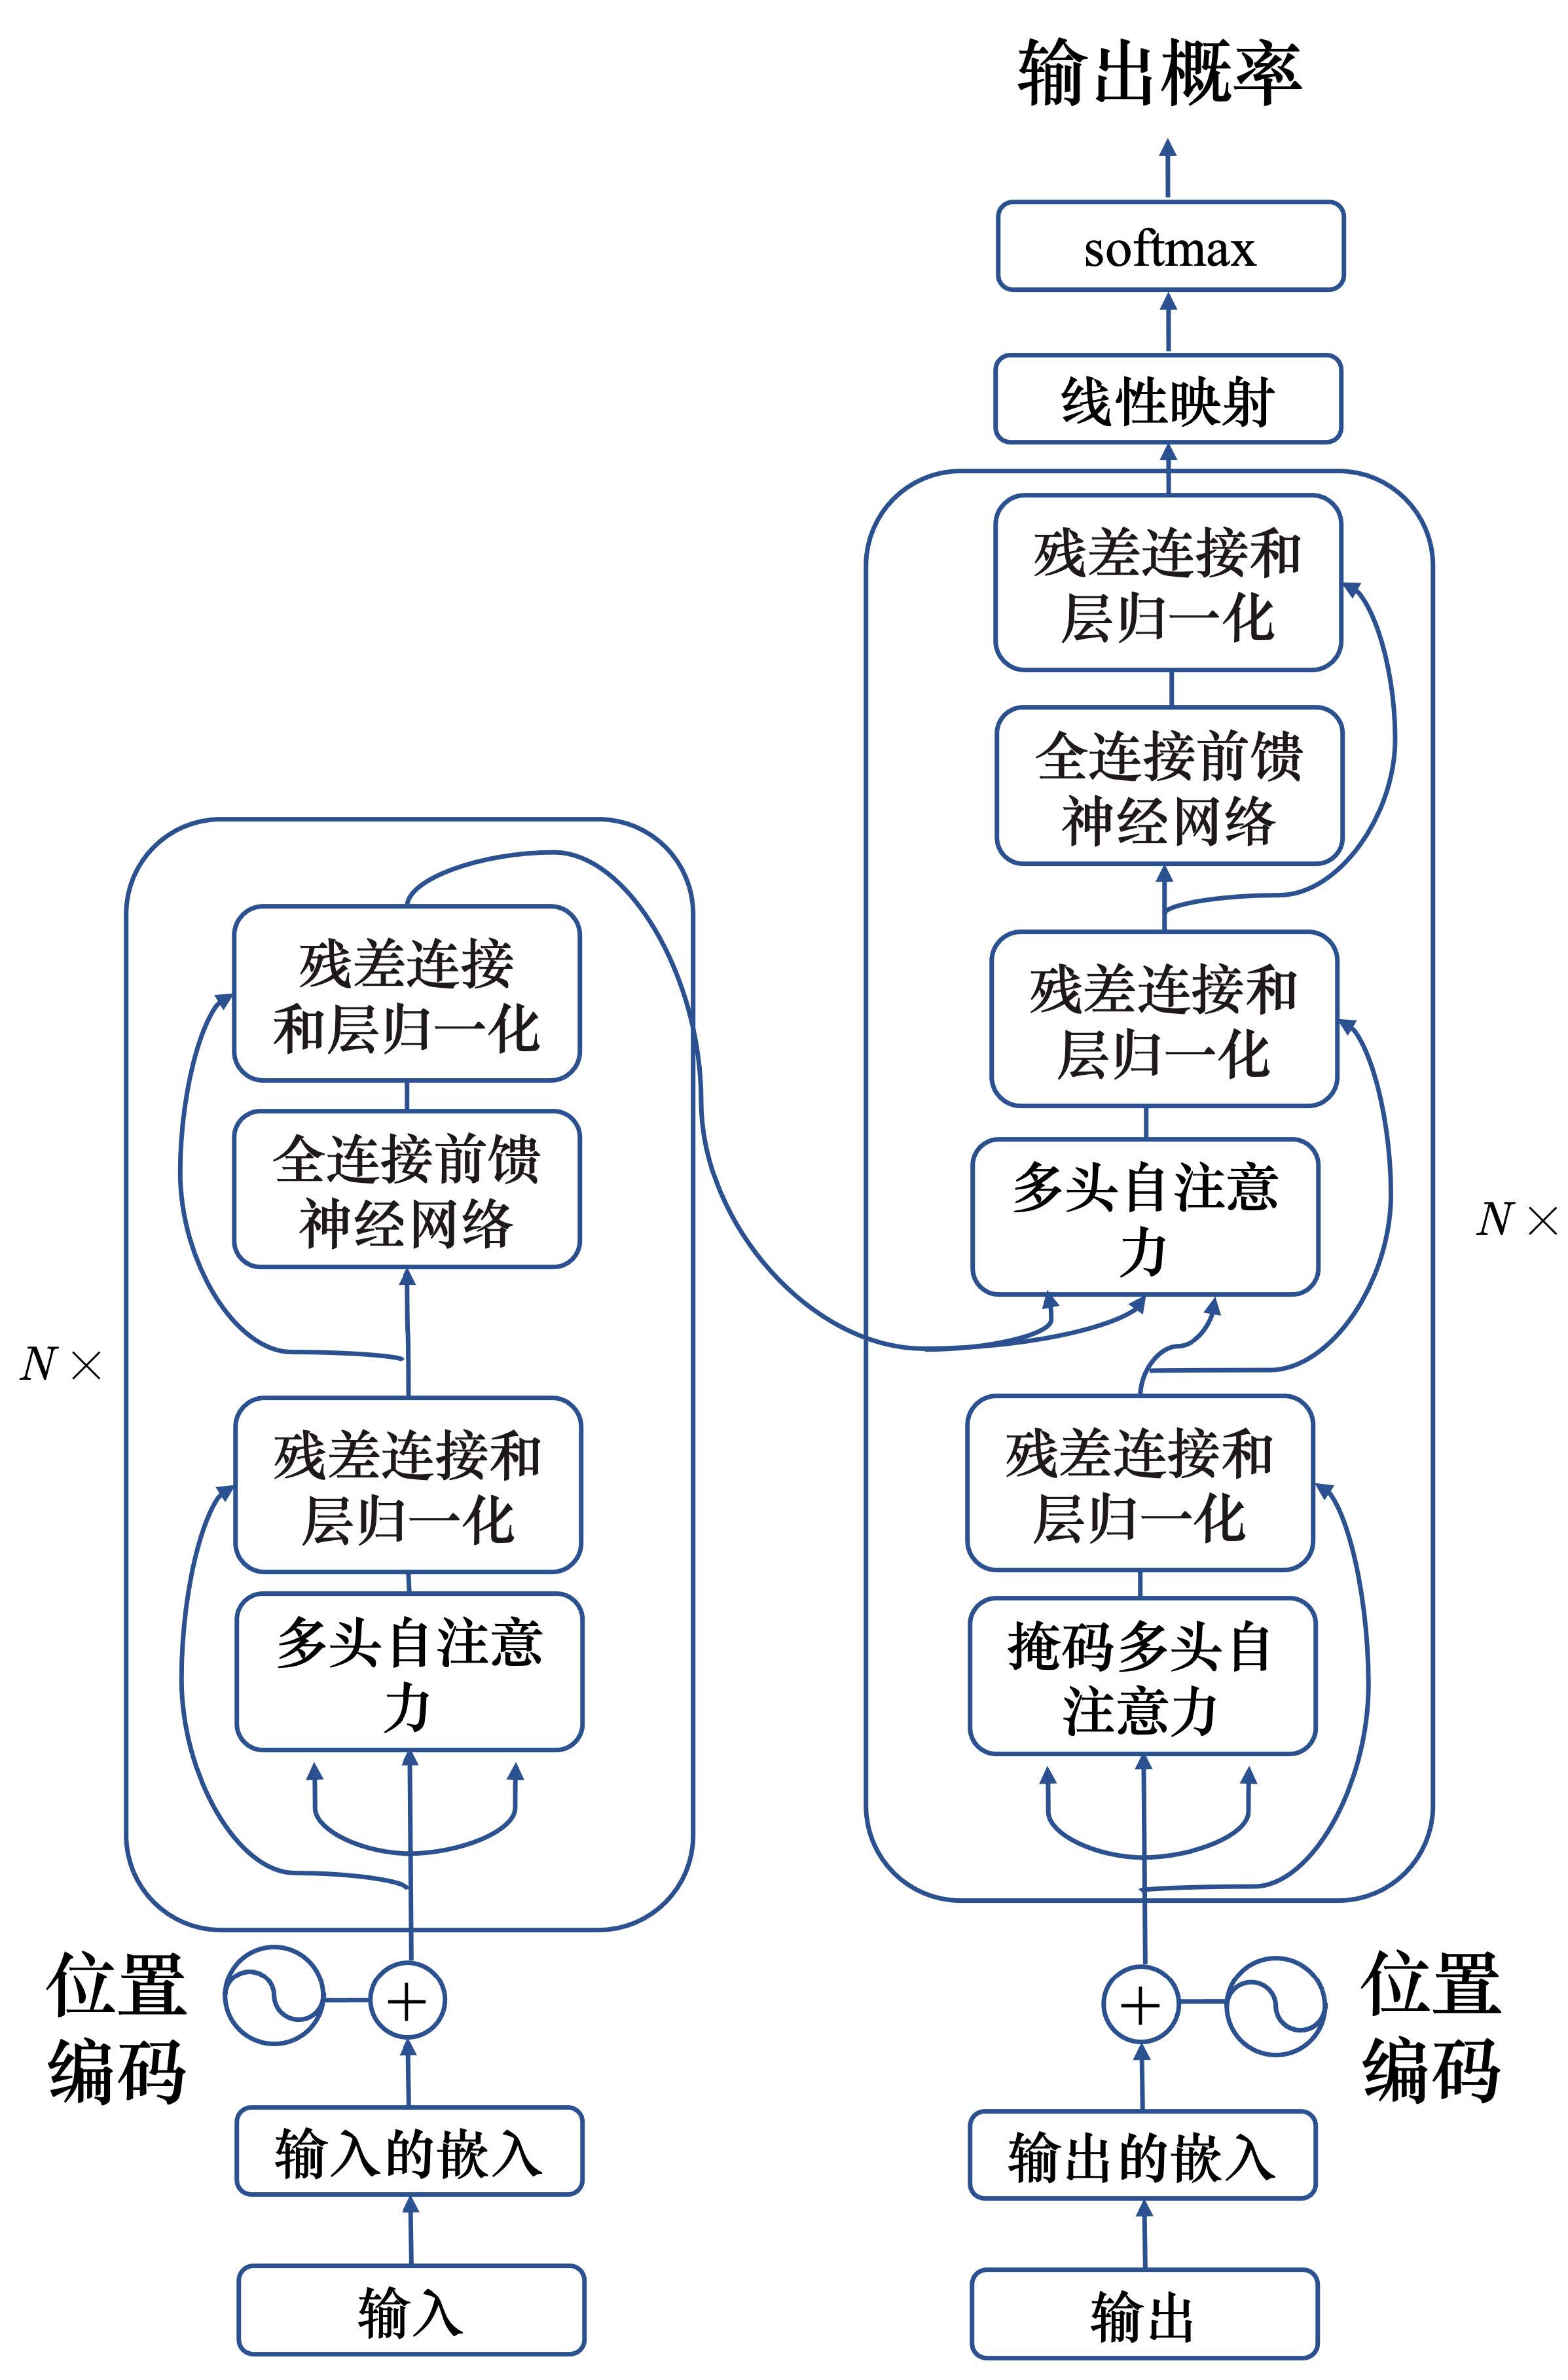 输出概率
softmax
线性映射
残差连接和
层归一化
全连接前馈
神经网络
残差连接和
层归一化
多头自注意
力
N×
残差连接和
层归一化
掩码多头自
注意力
位置
编码
+
输出的嵌入
输出
残差连接
和层归一化
全连接前馈
神经网络
N×
残差连接和
层归一化
多头自注意
力
位置
编码
+
输入的嵌入
输入